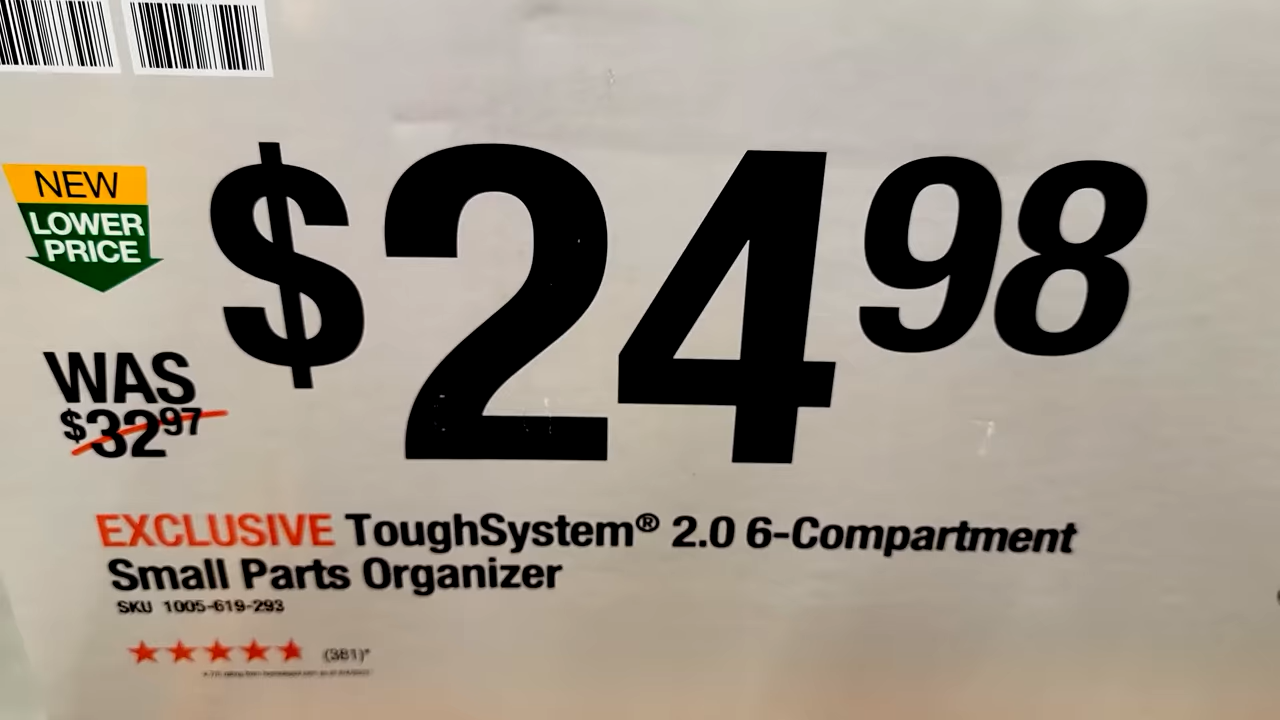 NEW
LOWER
PRICE
$24 98
WAS
$32 97
EXCLUSIVE ToughSystem® 2.0 6-Compartment
Small Parts Organizer
SKU 1005-619-293
(381)*